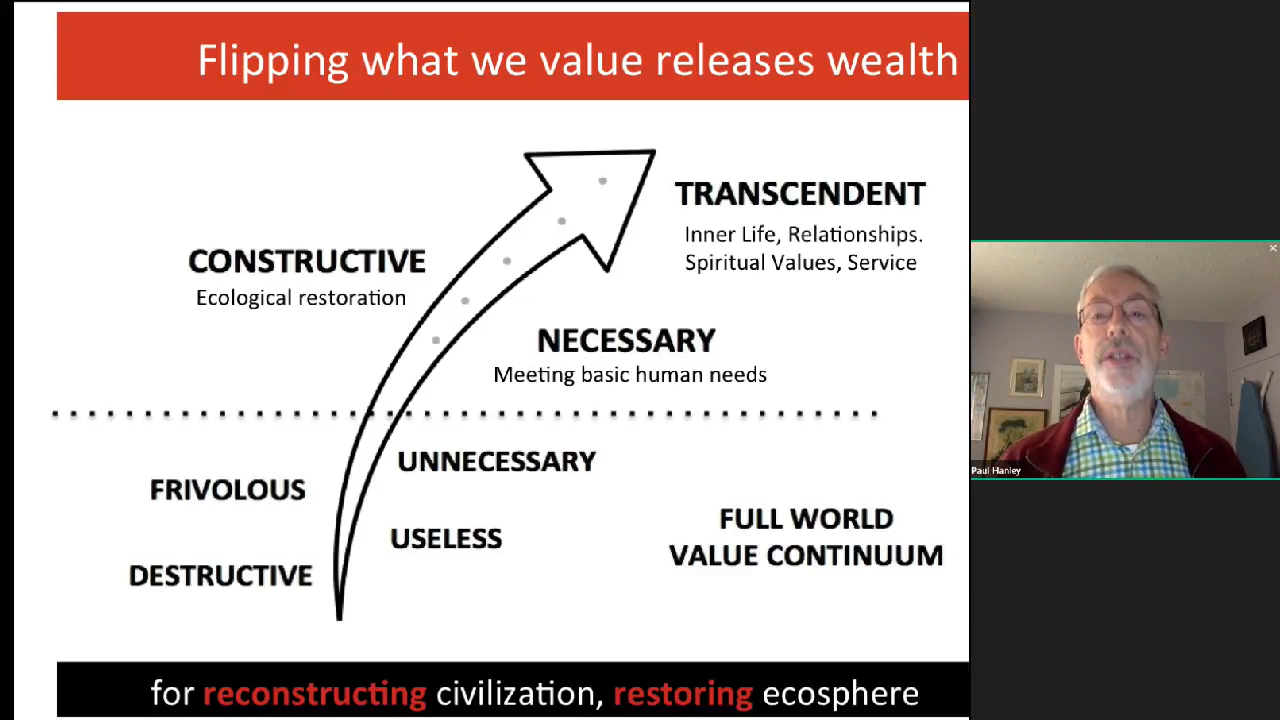 Flipping what we value releases wealth
TRANSCENDENT
Inner Life, Relationships.
Spiritual Values, Service
CONSTRUCTIVE
Ecological restoration
NECESSARY
Meeting basic human needs
UNNECESSARY
FRIVOLOUS
USELESS
DESTRUCTIVE
FULL WORLD
VALUE CONTINUUM
for reconstructing civilization, restoring ecosphere
Paul Hanley